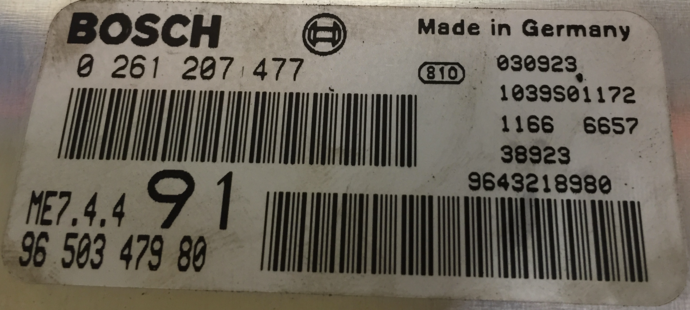 BOSCH
Made in Germany
0 261 207 477
810
030923
1039S01172
1166 6657
38923
9643218980
ME7.4.4 91
96 503 479 80